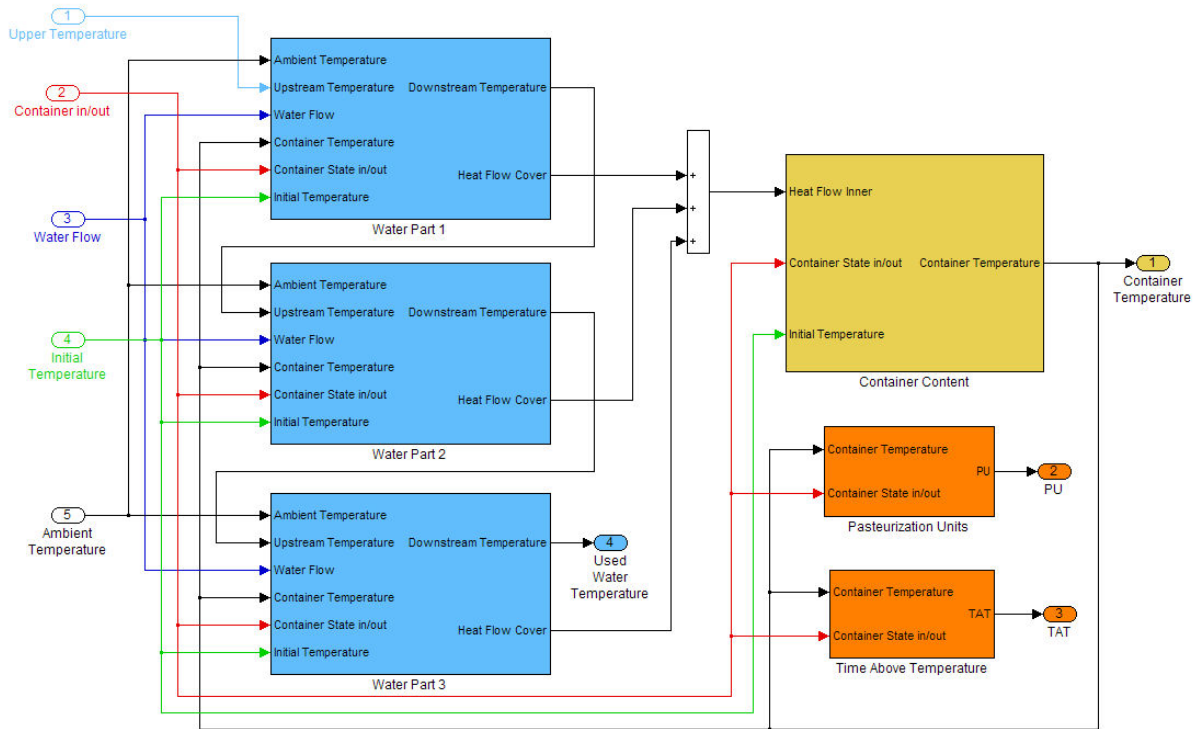 1
Upper Temperature
2
Container in/out
3
Water Flow
4
Initial
Temperature
5
Ambient
Temperature
Ambient Temperature
Upstream Temperature
Water Flow
Container Temperature
Container State in/out
Initial Temperature
Downstream Temperature
Heat Flow Cover
Water Part 1
Ambient Temperature
Upstream Temperature
Water Flow
Container Temperature
Container State in/out
Initial Temperature
Downstream Temperature
Heat Flow Cover
Water Part 2
Ambient Temperature
Upstream Temperature
Water Flow
Container Temperature
Container State in/out
Initial Temperature
Downstream Temperature
Heat Flow Cover
Water Part 3
4
Used
Water
Temperature
+
+
+
Heat Flow Inner
Container State in/out
Initial Temperature
Container Temperature
Container Content
1
Container
Temperature
Container Temperature
Container State in/out
PU
Pasteurization Units
2
PU
Container Temperature
Container State in/out
TAT
Time Above Temperature
3
TAT